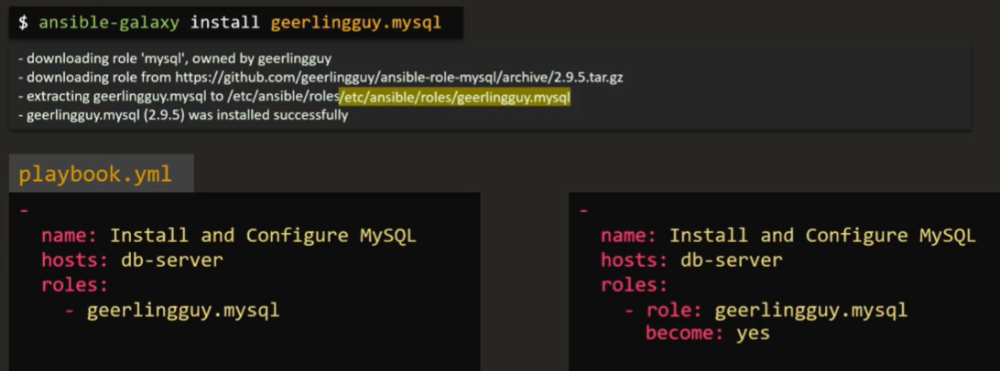 $ ansible-galaxy install geerlingguy.mysql
- downloading role 'mysql', owned by geerlingguy
- downloading role from https://github.com/geerlingguy/ansible-role-mysql/archive/2.9.5.tar.gz
- extracting geerlingguy.mysql to /etc/ansible/roles/etc/ansible/roles/geerlingguy.mysql
- geerlingguy.mysql (2.9.5) was installed successfully
playbook.yml
-
name: Install and Configure MySQL
hosts: db-server
roles:
- geerlingguy.mysql
-
name: Install and Configure MySQL
hosts: db-server
roles:
- role: geerlingguy.mysql
become: yes